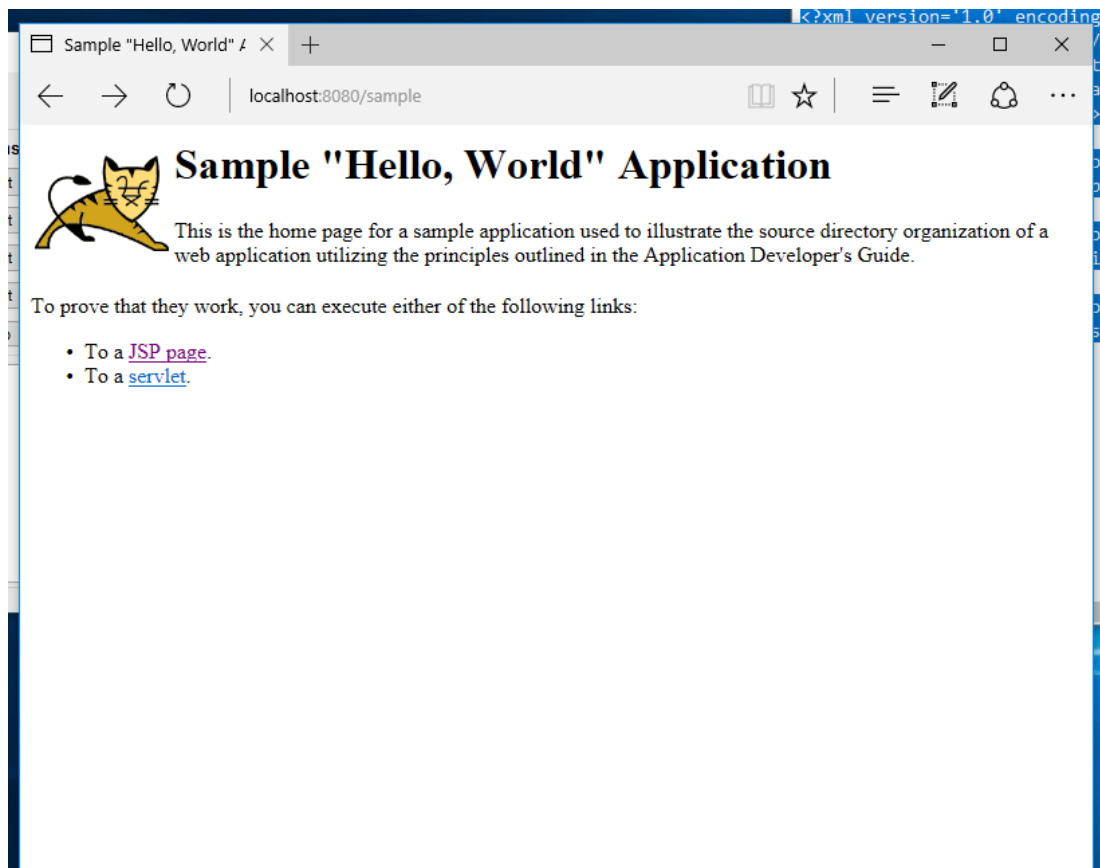 <?xml version='1.0' encoding
Sample "Hello, World"
localhost:8080/sample
Sample "Hello, World" Application
This is the home page for a sample application used to illustrate the source directory organization of a
web application utilizing the principles outlined in the Application Developer's Guide.
To prove that they work, you can execute either of the following links:
• To a JSP page.
• To a servlet.